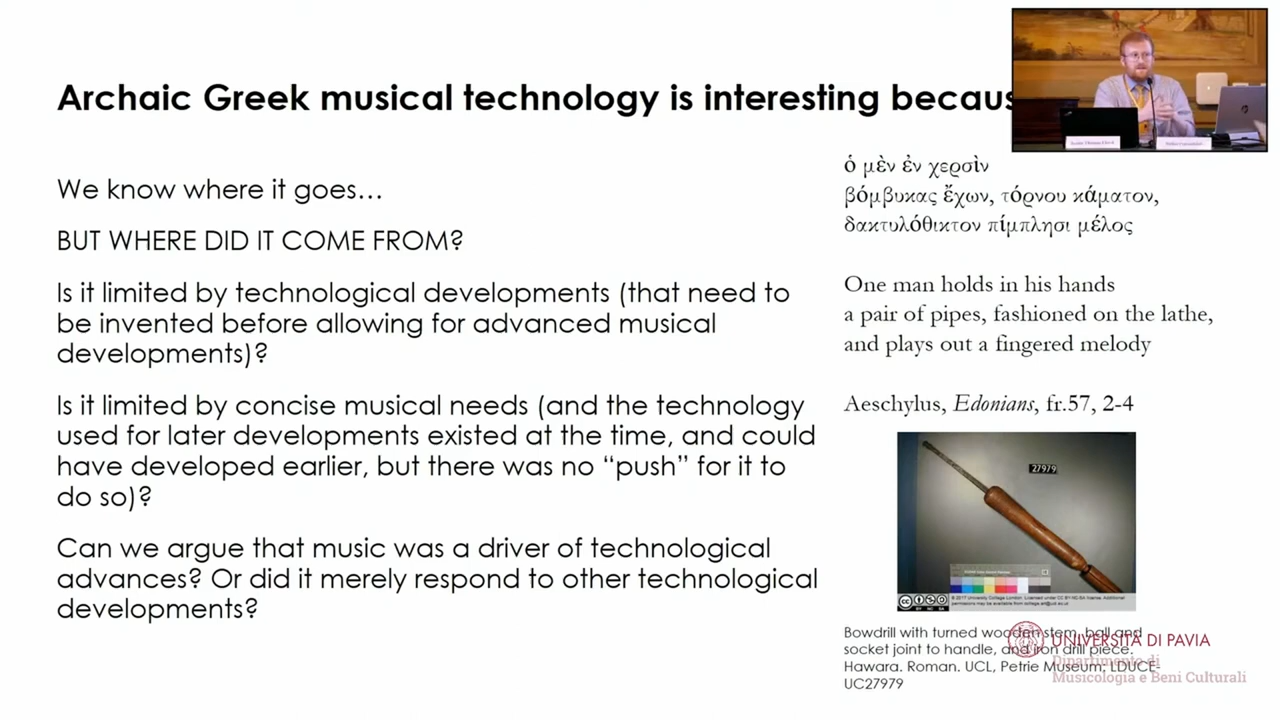 Archaic Greek musical technology is interesting becaus
We know where it goes…
BUT WHERE DID IT COME FROM?
Is it limited by technological developments (that need to
be invented before allowing for advanced musical
developments)?
Is it limited by concise musical needs (and the technology
used for later developments existed at the time, and could
have developed earlier, but there was no “push” for it to
do so)?
Can we argue that music was a driver of technological
advances? Or did it merely respond to other technological
developments?
ὁ μὲν ἐν χερσὶν
βόμβυκας ἔχων, τόρνου κάματον,
δακτυλόθικτον πίμπλησι μέλος
One man holds in his hands
a pair of pipes, fashioned on the lathe,
and plays out a fingered melody
Aeschylus, Edonians, fr.57, 2-4
27979
Bowdrill with turned wooden stem, ball and
socket joint to handle, and iron drill piece.
Hawara. Roman. UCL, Petrie Museum; LDUCE-
UC27979
UNIVERSITÀ DI PAVIA
Dipartimento di
Musicologia e Beni Culturali